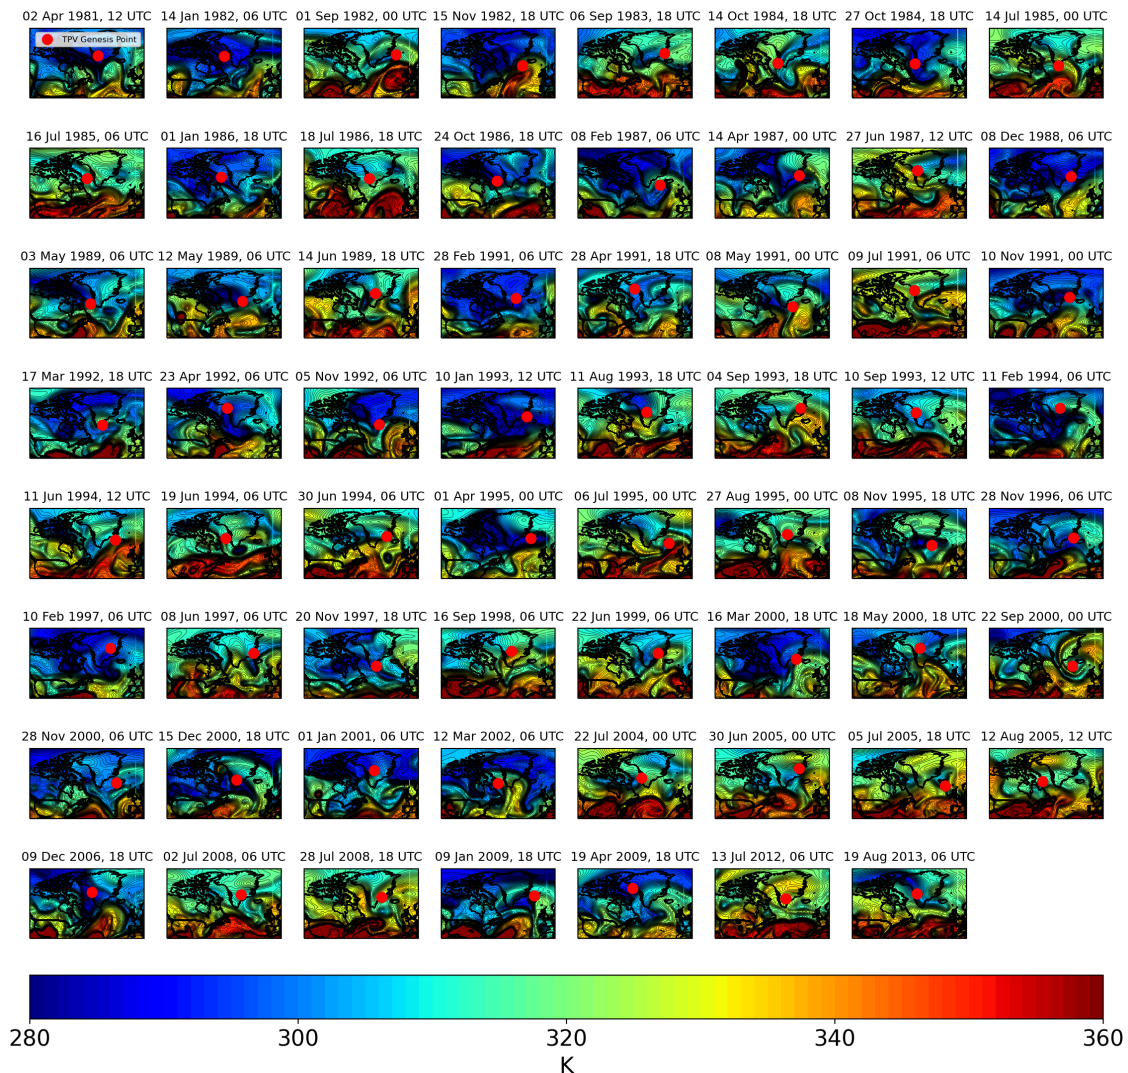 02 Apr 1981, 12 UTC 14 Jan 1982, 06 UTC 01 Sep 1982, 00 UTC 15 Nov 1982, 18 UTC 06 Sep 1983, 18 UTC 14 Oct 1984, 18 UTC 27 Oct 1984, 18 UTC 14 Jul 1985, 00 UTC
TPV Genesis Point
16 Jul 1985, 06 UTC 01 Jan 1986, 18 UTC 18 Jul 1986, 18 UTC 24 Oct 1986, 18 UTC 08 Feb 1987, 06 UTC 14 Apr 1987, 00 UTC 27 Jun 1987, 12 UTC 08 Dec 1988, 06 UTC
03 May 1989, 06 UTC 12 May 1989, 06 UTC 14 Jun 1989, 18 UTC 28 Feb 1991, 06 UTC 28 Apr 1991, 18 UTC 08 May 1991, 00 UTC 09 Jul 1991, 06 UTC 10 Nov 1991, 00 UTC
17 Mar 1992, 18 UTC 23 Apr 1992, 06 UTC 05 Nov 1992, 06 UTC 10 Jan 1993, 12 UTC 11 Aug 1993, 18 UTC 04 Sep 1993, 18 UTC 10 Sep 1993, 12 UTC 11 Feb 1994, 06 UTC
11 Jun 1994, 12 UTC 19 Jun 1994, 06 UTC 30 Jun 1994, 06 UTC 01 Apr 1995, 00 UTC 06 Jul 1995, 00 UTC 27 Aug 1995, 00 UTC 08 Nov 1995, 18 UTC 28 Nov 1996, 06 UTC
10 Feb 1997, 06 UTC 08 Jun 1997, 06 UTC 20 Nov 1997, 18 UTC 16 Sep 1998, 06 UTC 22 Jun 1999, 06 UTC 16 Mar 2000, 18 UTC 18 May 2000, 18 UTC 22 Sep 2000, 00 UTC
28 Nov 2000, 06 UTC 15 Dec 2000, 18 UTC 01 Jan 2001, 06 UTC 12 Mar 2002, 06 UTC 22 Jul 2004, 00 UTC 30 Jun 2005, 00 UTC 05 Jul 2005, 18 UTC 12 Aug 2005, 12 UTC
09 Dec 2006, 18 UTC 02 Jul 2008, 06 UTC 28 Jul 2008, 18 UTC 09 Jan 2009, 18 UTC 19 Apr 2009, 18 UTC 13 Jul 2012, 06 UTC 19 Aug 2013, 06 UTC
280 300 320 340 360
K